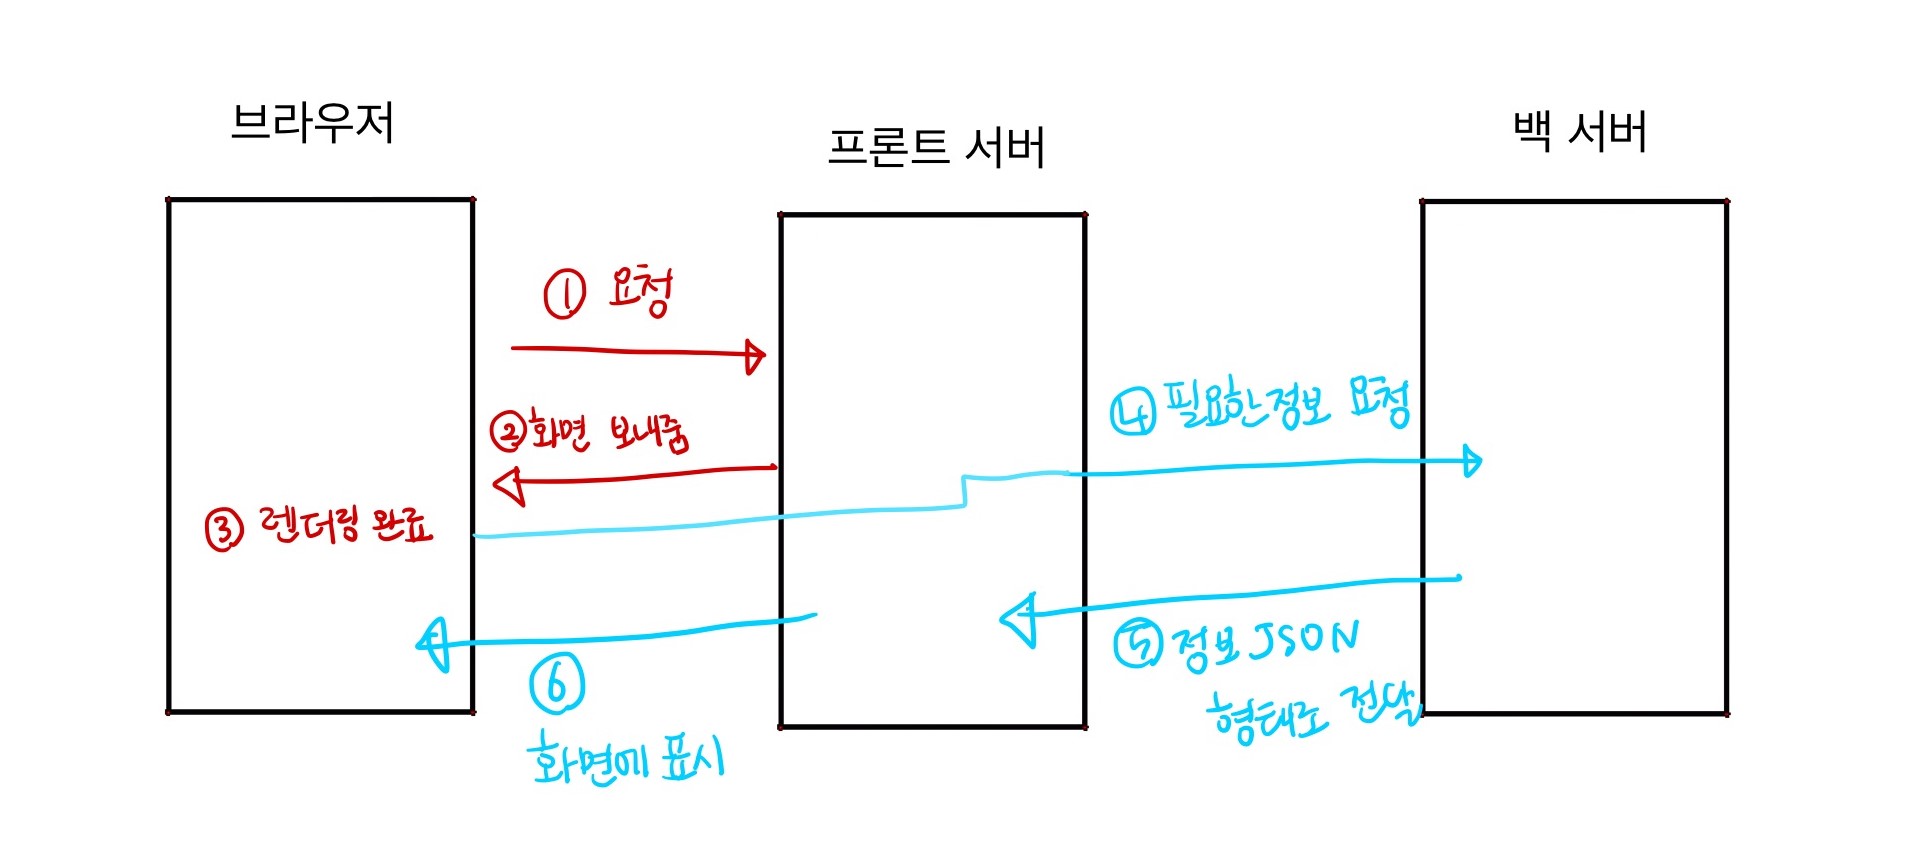 브라우저
프론트 서버
백 서버
① 요청
② 화면 보내줌
③ 렌더링 완료
④ 필요한 정보 요청
⑤ 정보 JSON
형태로 전달
⑥
화면에 표시